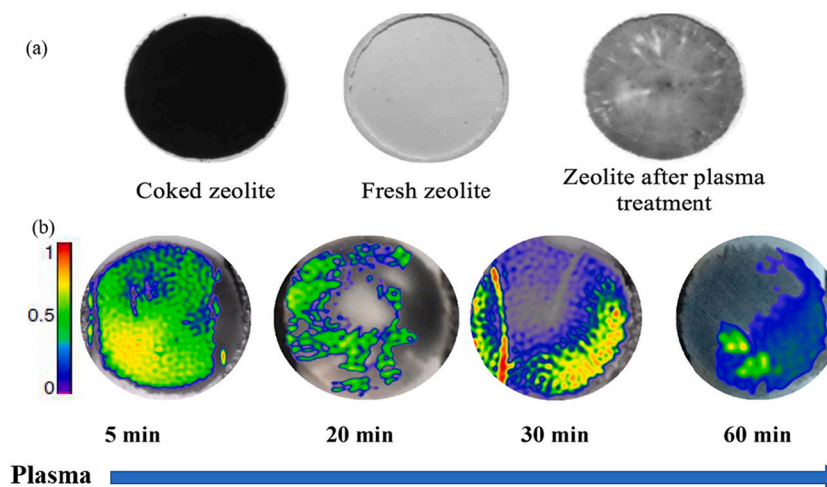 (a)
Coked zeolite
Fresh zeolite
Zeolite after plasma
treatment
(b)
1
0.5
0
5 min
20 min
30 min
60 min
Plasma